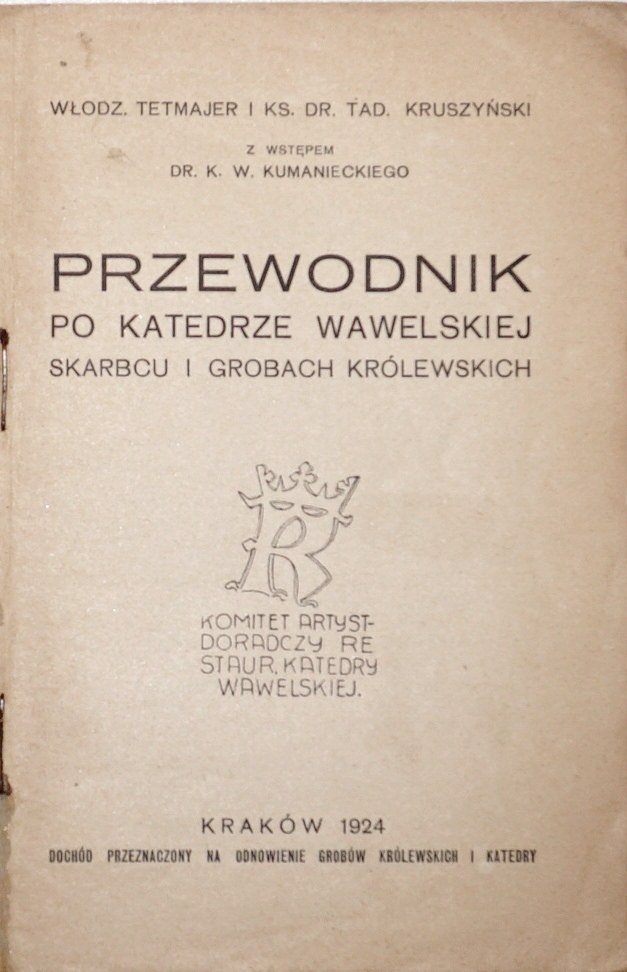 WŁODZ. TETMAJER I KS. DR. TAD. KRUSZYŃSKI
Z WSTĘPEM
DR. K. W. KUMANIECKIEGO
PRZEWODNIK
PO KATEDRZE WAWELSKIEJ
SKARBCU I GROBACH KRÓLEWSKICH
KOMITET ARTYST-
DORADCZY RE
STAUR. KATEDRY
WAWELSKIEJ.
KRAKÓW 1924
DOCHÓD PRZEZNACZONY NA ODNOWIENIE GROBÓW KRÓLEWSKICH I KATEDRY